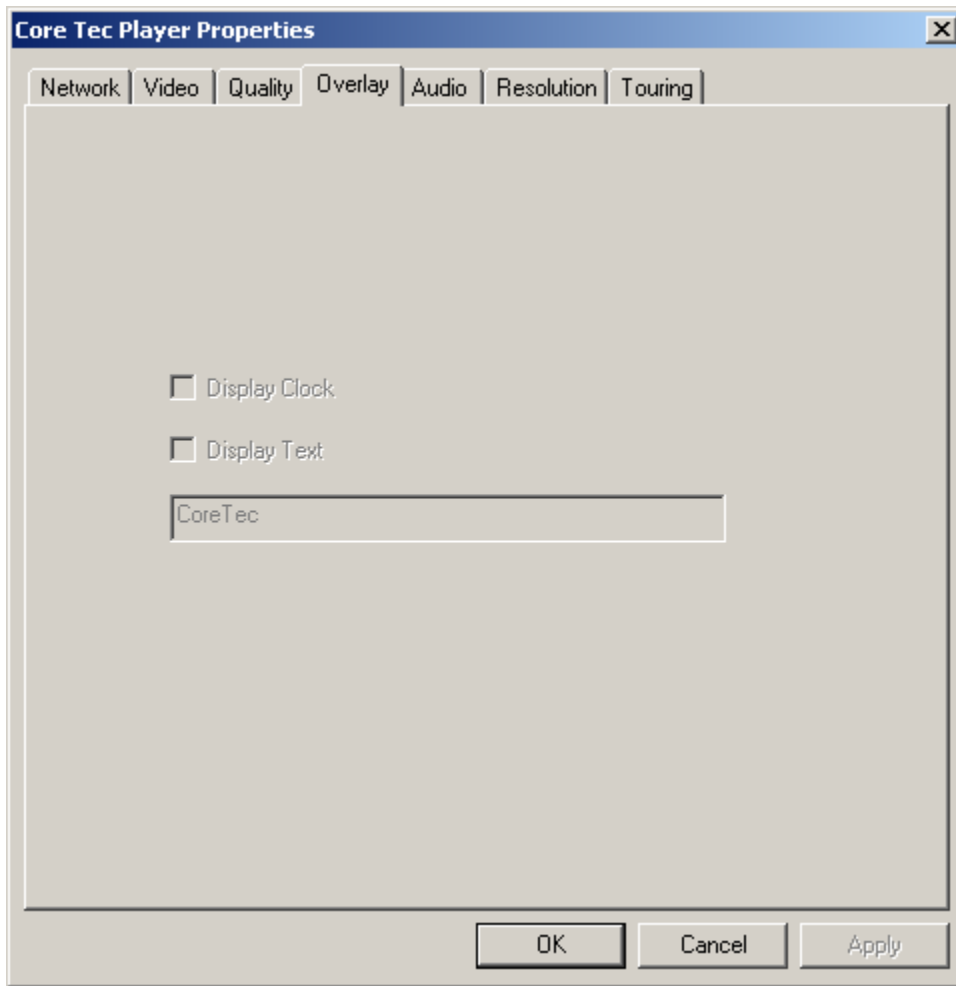 Core Tec Player Properties
Network Video Quality Overlay Audio Resolution Touring
Display Clock
Display Text
CoreTec
OK Cancel Apply